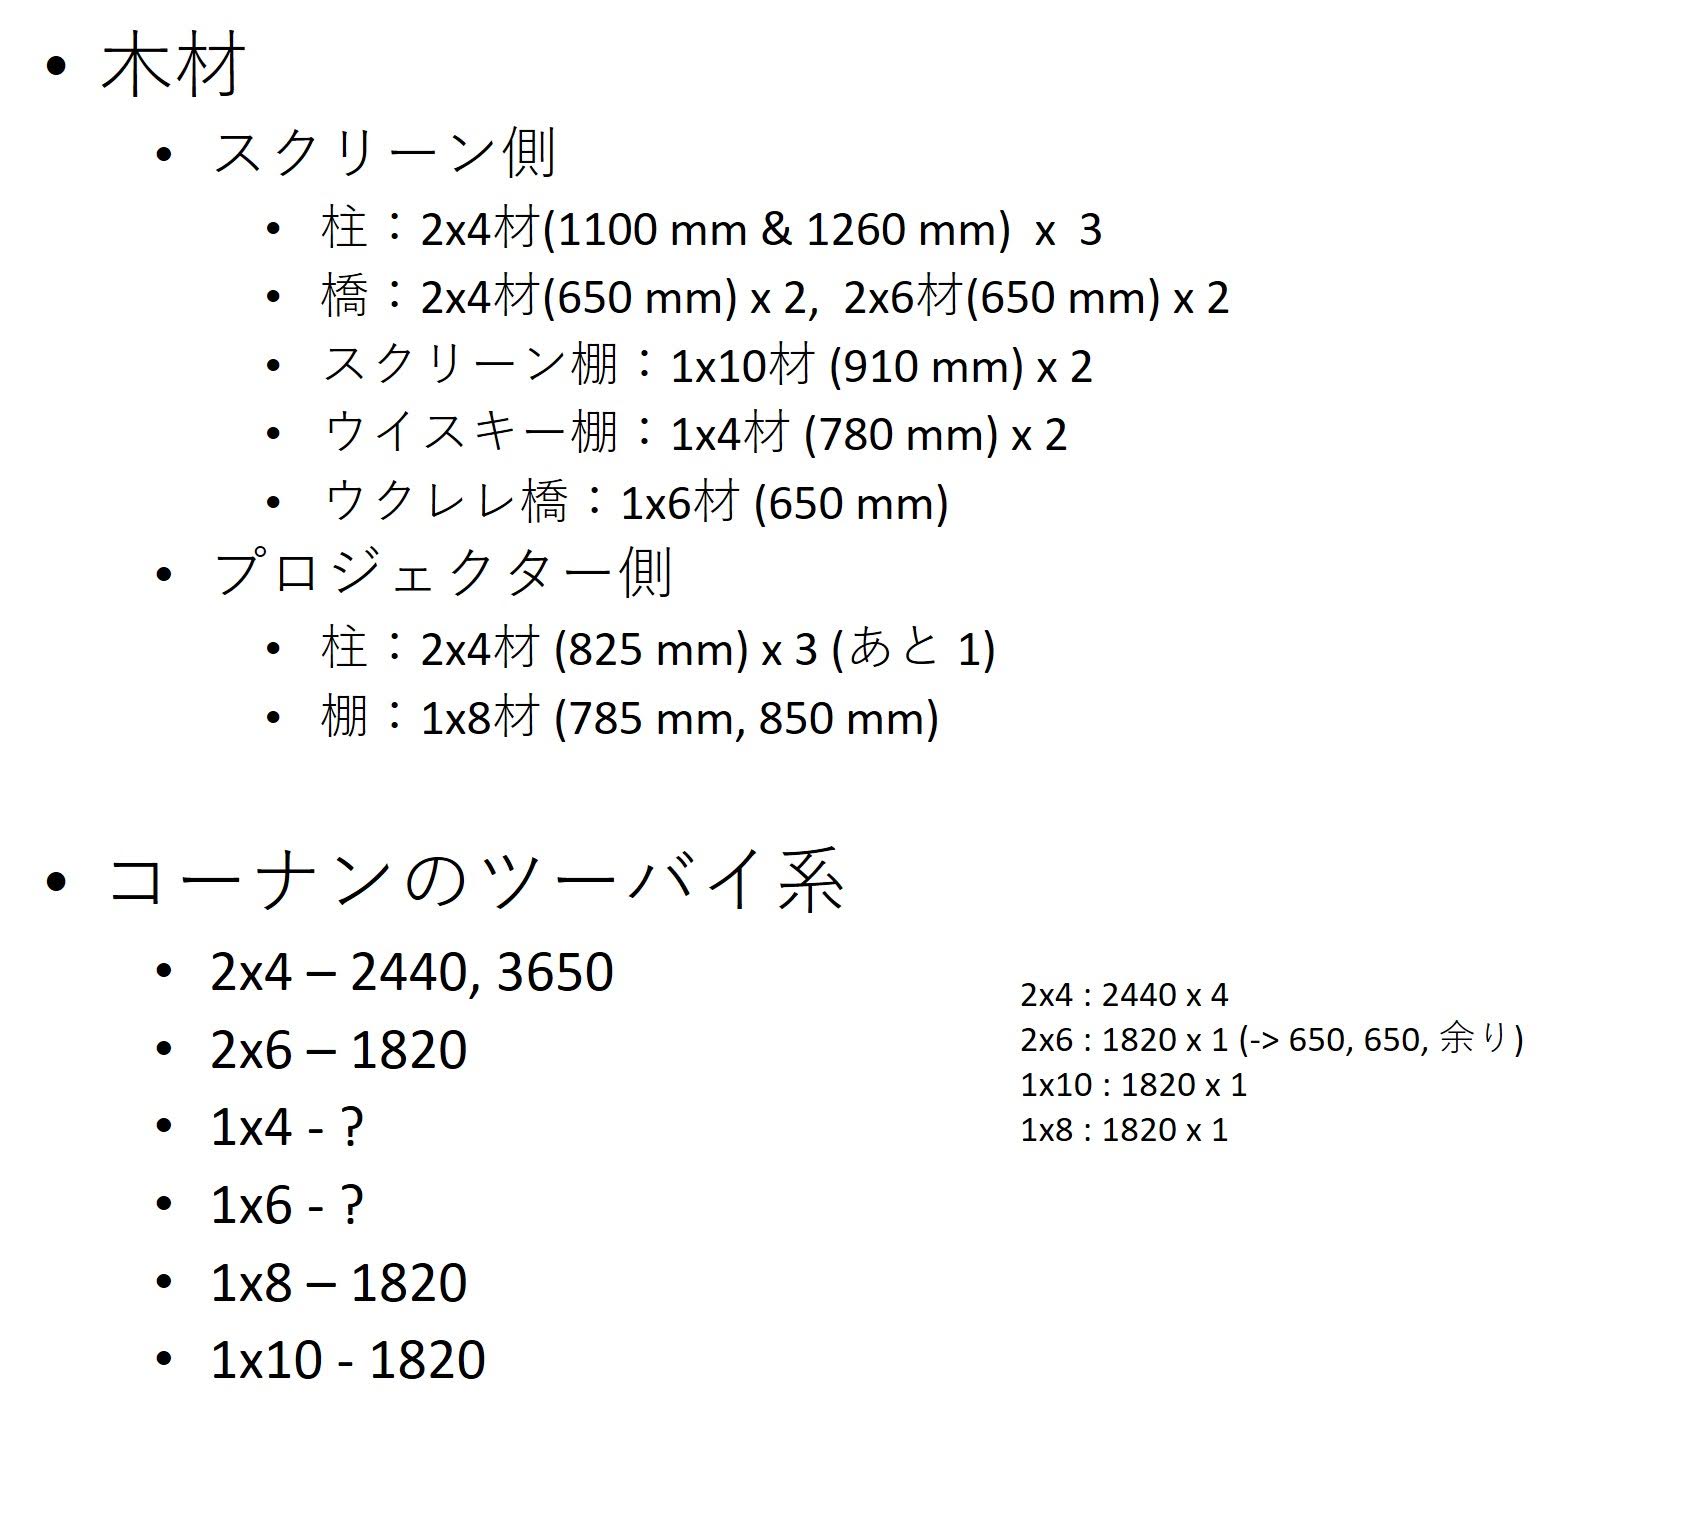 • 木材
• スクリーン側
• 柱：2x4材(1100 mm & 1260 mm) x 3
• 橋：2x4材(650 mm) x 2, 2x6材(650 mm) x 2
• スクリーン棚：1x10材 (910 mm) x 2
• ウイスキー棚：1x4材 (780 mm) x 2
• ウクレレ橋：1x6材 (650 mm)
• プロジェクター側
• 柱：2x4材 (825 mm) x 3 (あと 1)
• 棚：1x8材 (785 mm, 850 mm)
• コーナンのツーバイ系
• 2x4 – 2440, 3650
• 2x6 – 1820
• 1x4 - ?
• 1x6 - ?
• 1x8 – 1820
• 1x10 - 1820
2x4 : 2440 x 4
2x6 : 1820 x 1 (-> 650, 650, 余り)
1x10 : 1820 x 1
1x8 : 1820 x 1